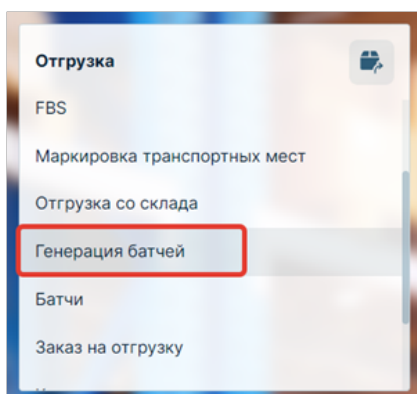 Отгрузка
FBS
Маркировка транспортных мест
Отгрузка со склада
Генерация батчей
Батчи
Заказ на отгрузку